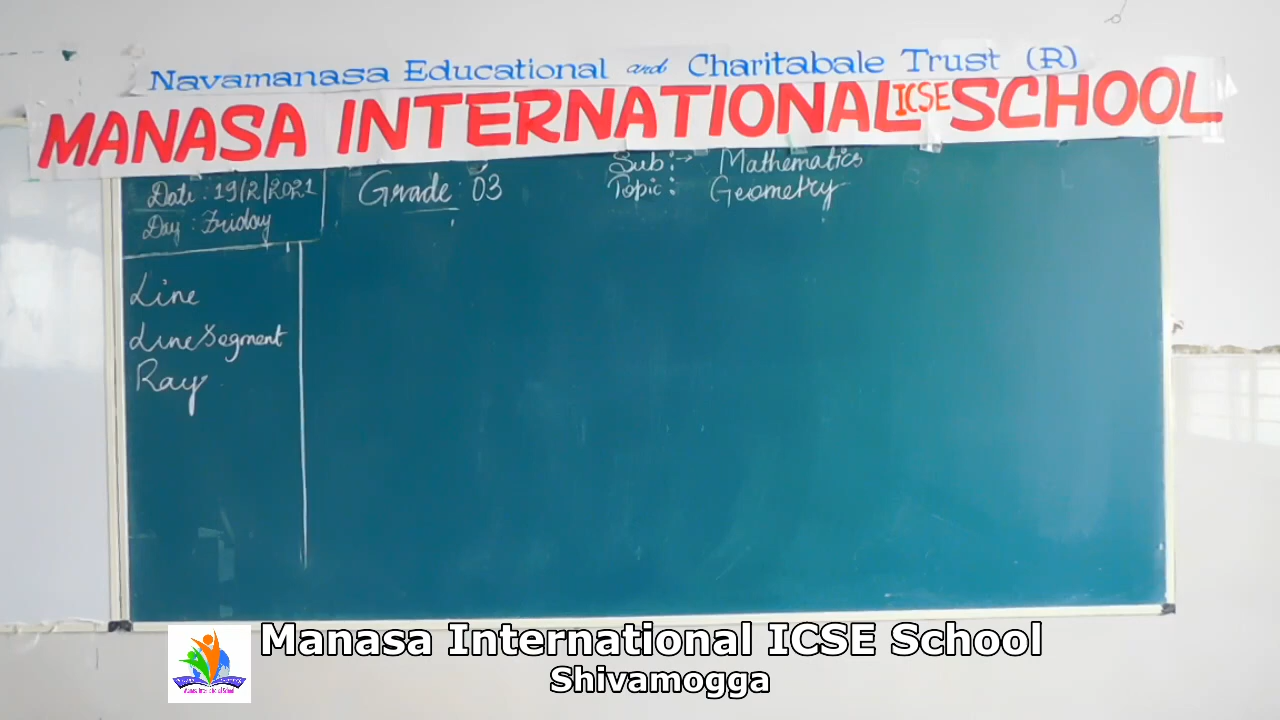 Navamanasa Educational and Charitabale Trust (R)
MANASA INTERNATIONAL ICSE SCHOOL
Date : 19/2/2021
Day : Friday
Grade : 03
Sub :→ Mathematics
Topic : Geometry
Line
Line Segment
Ray
Manasa International ICSE School
Shivamogga